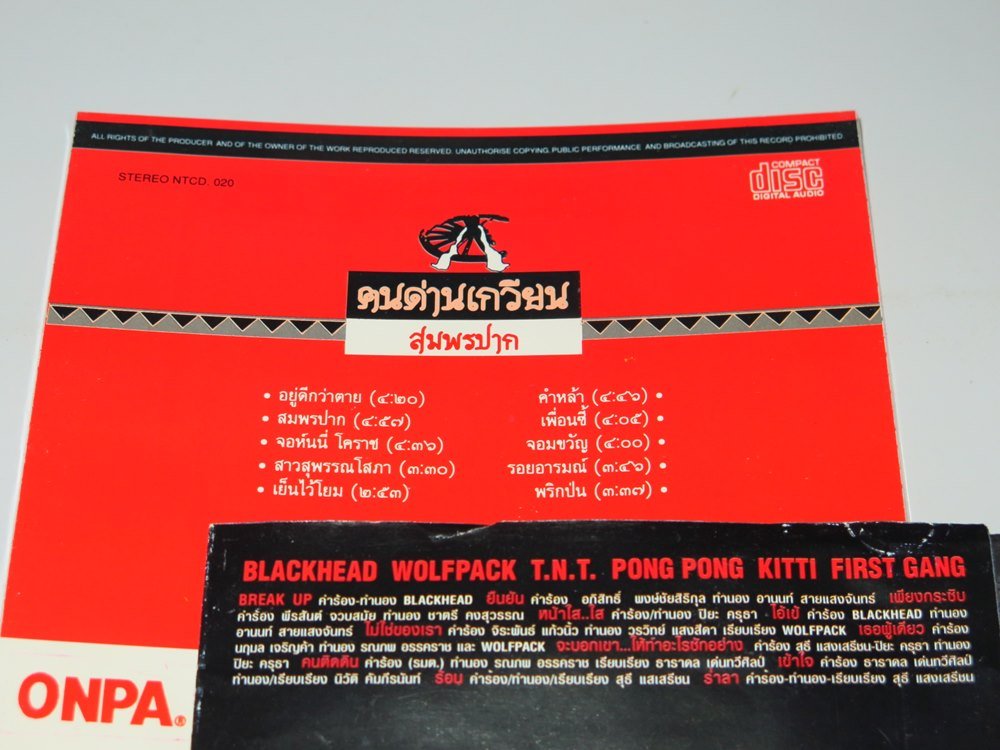 ALL RIGHTS OF THE PRODUCER AND OF THE OWNER OF THE WORK REPRODUCED RESERVED. UNAUTHORISE COPYING. PUBLIC PERFORMANCE AND BROADCASTING OF THIS RECORD PROHIBITED
STEREO NTCD. 020
COMPACT
disc
DIGITAL AUDIO
คนด่านเกวียน
สมพรปาก
• อยู่ดีกว่าตาย (๔:๒๐)
• สมพรปาก (๔:๕๗)
• จอห์นนี่ โคราช (๔:๓๖)
• สาวสุพรรณโสภา (๓:๓๐)
• เย็นไว้โยม (๒:๕๓)
คำหล้า (๔:๔๖) •
เพื่อนซี้ (๔:๐๕) •
จอมขวัญ (๔:๐๐) •
รอยอารมณ์ (๓:๔๖) •
พริกป่น (๓:๓๗) •
BLACKHEAD WOLFPACK T.N.T. PONG PONG KITTI FIRST GANG
BREAK UP คำร้อง-ทำนอง BLACKHEAD ยืนยัน คำร้อง อภิสิทธิ์ พงษ์ชัยสิริกุล ทำนอง อานนท์ สายแสงจันทร์ เพียงกระซิบ
คำร้อง พีรสันต์ จวบสมัย ทำนอง ชาตรี คงสุวรรณ หน้าใส..ใส คำร้อง/ทำนอง ปิยะ ครุธา ไอ้เข้ คำร้อง BLACKHEAD ทำนอง
อานนท์ สายแสงจันทร์ ไม่ใช่ของเรา คำร้อง จิระพันธ์ แก้วนิ้ว ทำนอง วรวิทย์ แสงสีดา เรียบเรียง WOLFPACK เธอผู้เดียว คำร้อง
นฤมล เจริญค้า ทำนอง รณภพ อรรคราช และ WOLFPACK จะบอกเขา...ให้ทำอะไรซักอย่าง คำร้อง สุธี แสงเสรีชน-ปิยะ ครุธา ทำนอง
ปิยะ ครุธา คนติดดิน คำร้อง (รมต.) ทำนอง รณภพ อรรคราช เรียบเรียง ธาราดล เด่นทวีศิลป์ เข้าใจ คำร้อง ธาราดล เด่นทวีศิลป์
ทำนอง/เรียบเรียง นิวัติ คัมภีรนันท์ ร้อน คำร้อง/ทำนอง/เรียบเรียง สุธี แสเสรีชน ร่ำลา คำร้อง-ทำนอง-เรียบเรียง สุธี แสงเสรีชน
ONPA®